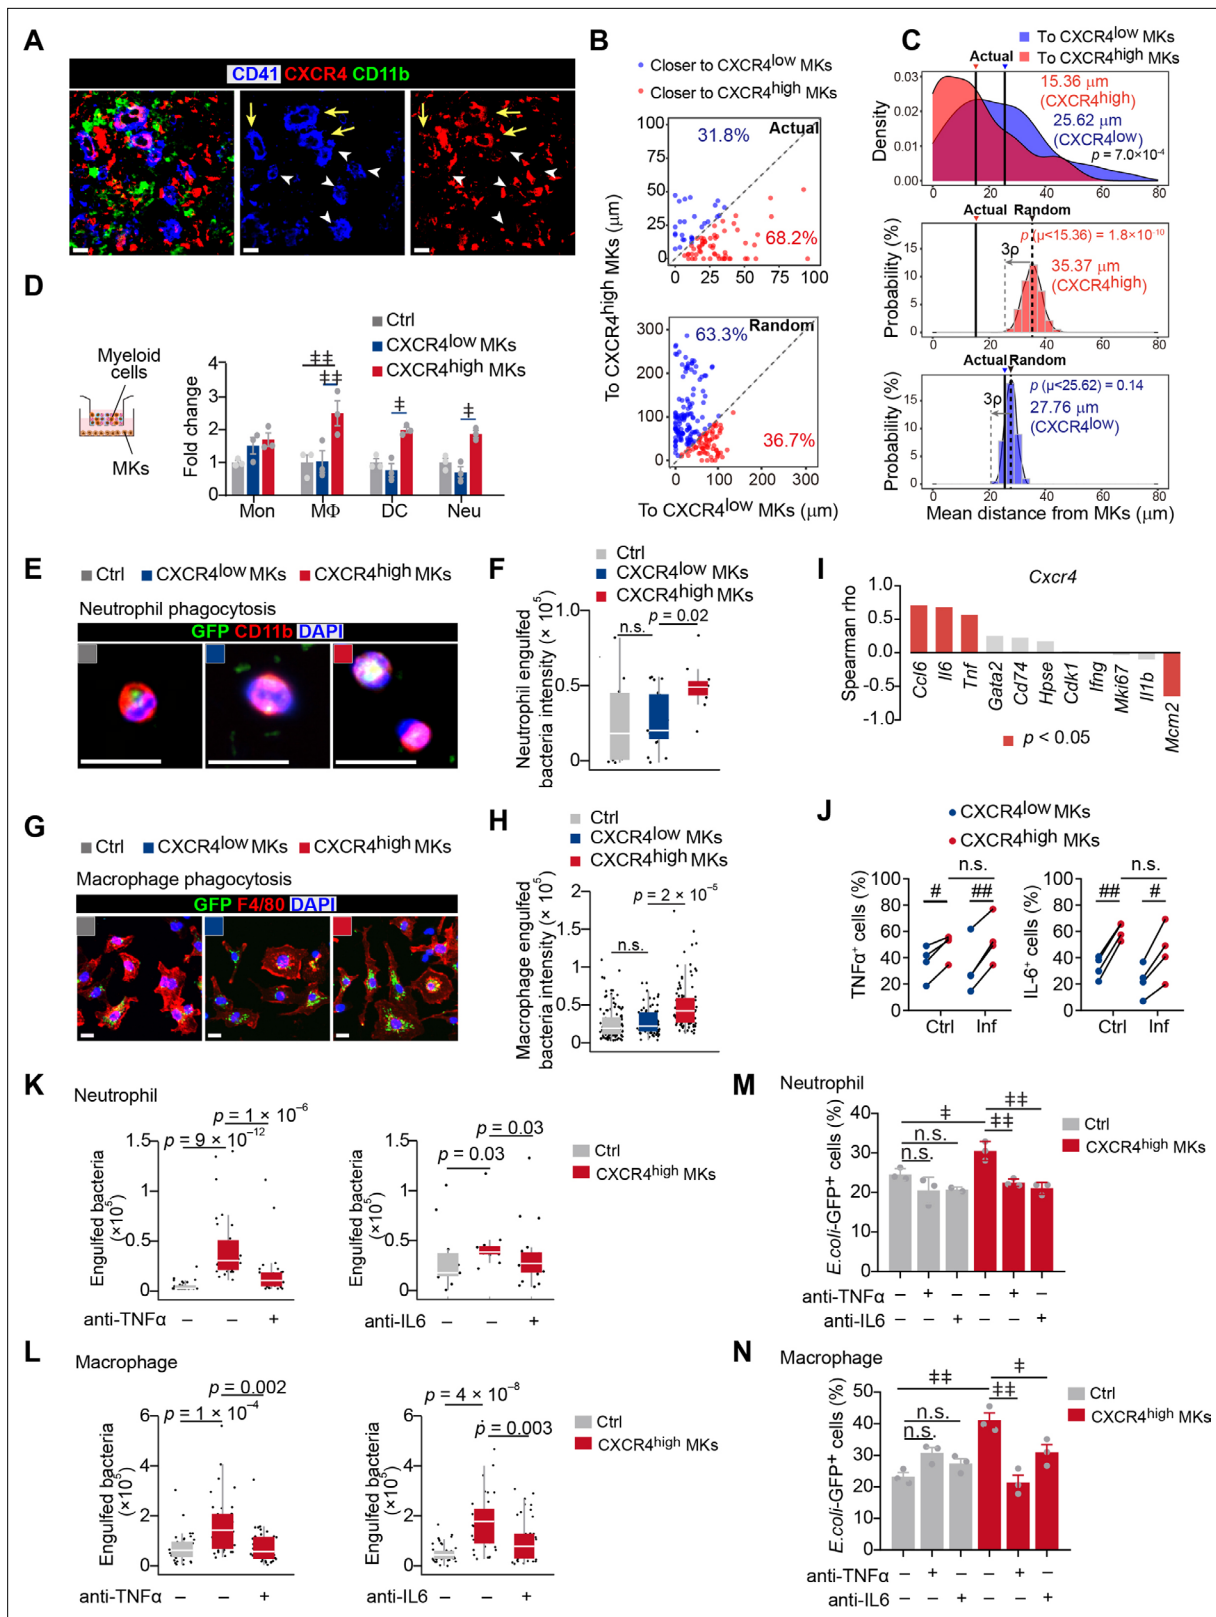 A
CD41 CXCR4 CD11b
B
Closer to CXCR4low MKs
Closer to CXCR4high MKs
Actual
31.8%
68.2%
100
75
50
25
0
0 25 50 75 100
Random
63.3%
36.7%
300
200
100
0
0 100 200 300
To CXCR4high MKs (μm)
To CXCR4low MKs (μm)
C
To CXCR4low MKs
To CXCR4high MKs
Actual
15.36 μm
(CXCR4high)
25.62 μm
(CXCR4low)
p = 7.0×10-4
Density
0.03
0.02
0.01
0.00
0 20 40 60 80
Actual Random
p (μ<15.36) = 1.8×10-10
3ρ
35.37 μm
(CXCR4high)
Probability (%)
15
10
5
0
0 20 40 60 80
Actual Random
p (μ<25.62) = 0.14
3ρ
27.76 μm
(CXCR4low)
Probability (%)
15
10
5
0
0 20 40 60 80
Mean distance from MKs (μm)
D
Myeloid
cells
MKs
Ctrl
CXCR4low MKs
CXCR4high MKs
‡‡
‡‡
‡
‡
Fold change
4
3
2
1
0
Mon MΦ DC Neu
E
Ctrl CXCR4low MKs CXCR4high MKs
Neutrophil phagocytosis
GFP CD11b DAPI
F
Ctrl
CXCR4low MKs
CXCR4high MKs
n.s. p = 0.02
Neutrophil engulfed
bacteria intensity (× 10⁵)
1.0
0.5
0
G
Ctrl CXCR4low MKs CXCR4high MKs
Macrophage phagocytosis
GFP F4/80 DAPI
H
Ctrl
CXCR4low MKs
CXCR4high MKs
p = 2 × 10⁻⁵
n.s.
Macrophage engulfed
bacteria intensity (× 10⁵)
2
1.5
1
0.5
0
I
Cxcr4
Spearman rho
1.0
0.5
0.0
-0.5
-1.0
Ccl6 Il6 Tnf Gata2 Cd74 Hpse Cdk1 Ifng Mki67 Il1b Mcm2
p < 0.05
J
CXCR4low MKs
CXCR4high MKs
n.s.
# ##
TNFα⁺ cells (%)
100
80
60
40
20
0
Ctrl Inf
n.s.
## #
IL-6⁺ cells (%)
100
80
60
40
20
0
Ctrl Inf
K
Neutrophil
p = 1 × 10⁻⁶
p = 9 × 10⁻¹²
Engulfed bacteria
(×10⁵)
1.5
1
0.5
0
anti-TNFα – – +
p = 0.03
p = 0.03
Engulfed bacteria
(×10⁵)
1.5
1
0.5
0
anti-IL6 – – +
Ctrl
CXCR4high MKs
L
Macrophage
p = 0.002
p = 1 × 10⁻⁴
Engulfed bacteria
(×10⁵)
6
4
2
0
anti-TNFα – – +
p = 4 × 10⁻⁸
p = 0.003
Engulfed bacteria
(×10⁵)
6
4
2
0
anti-IL6 – – +
Ctrl
CXCR4high MKs
M
Neutrophil
‡‡
‡ ‡‡
n.s.
n.s.
E.coli-GFP⁺ cells (%)
40
30
20
10
0
anti-TNFα – + – – + –
anti-IL6 – – + – – +
Ctrl
CXCR4high MKs
N
Macrophage
‡
‡‡ ‡‡
n.s.
n.s.
E.coli-GFP⁺ cells (%)
50
40
30
20
10
0
anti-TNFα – + – – + –
anti-IL6 – – + – – +
Ctrl
CXCR4high MKs